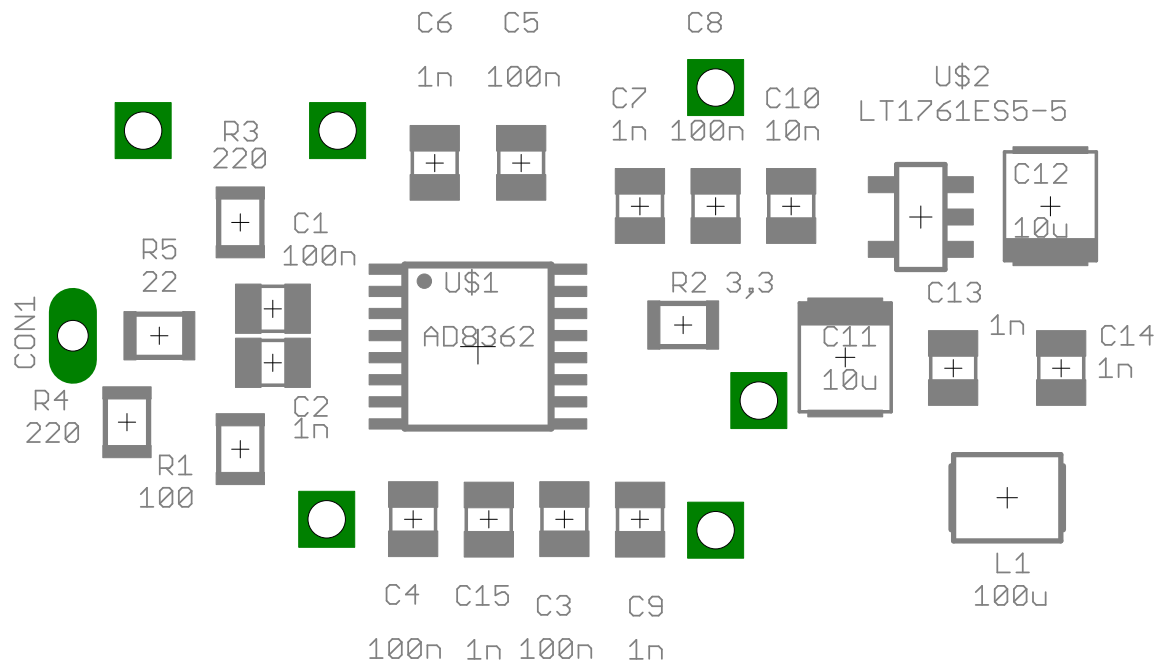 C6
1n
C5
100n
C8
100n
C7
1n
C10
10n
U$2
LT1761ES5-5
R3
220
C12
10u
C1
100n
R5
22
U$1
AD8362
R2 3,3
C13
1n
CON1
C11
10u
C14
1n
R4
220
C2
1n
R1
100
L1
100u
C4
100n
C15
1n
C3
100n
C9
1n